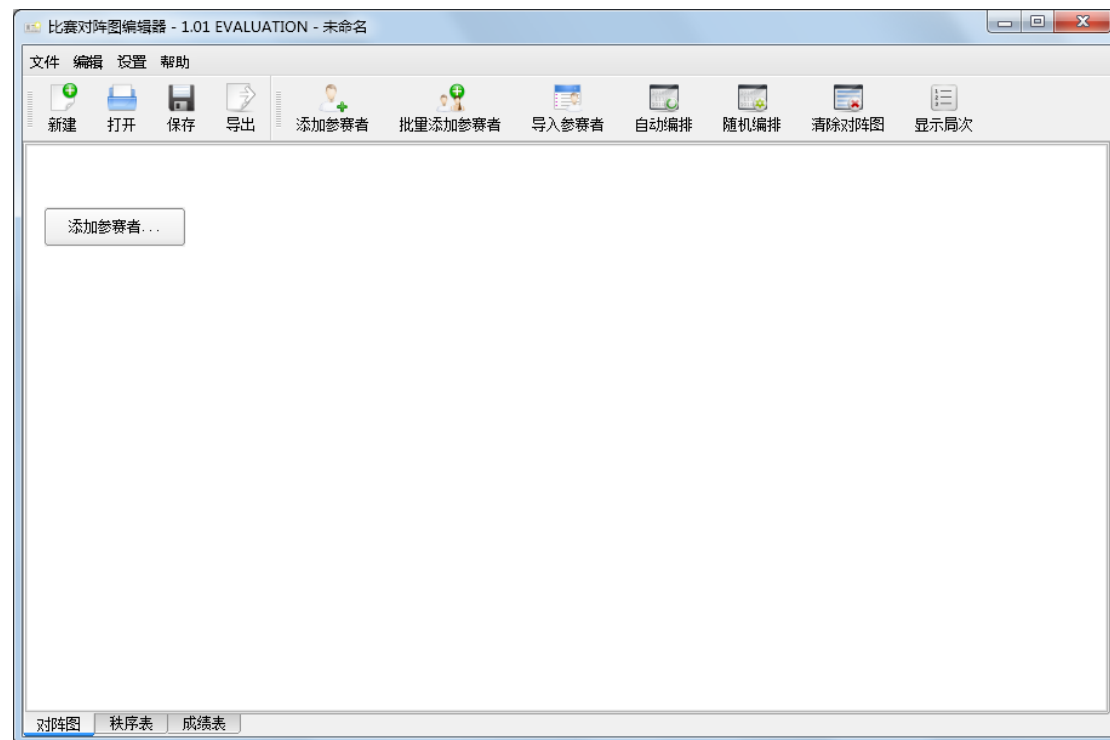 比赛对阵图编辑器 - 1.01 EVALUATION - 未命名
文件 编辑 设置 帮助
新建 打开 保存 导出 添加参赛者 批里添加参赛者 导入参赛者 自动编排 随机编排 清除对阵图 显示局次
添加参赛者...
对阵图 秩序表 成绩表